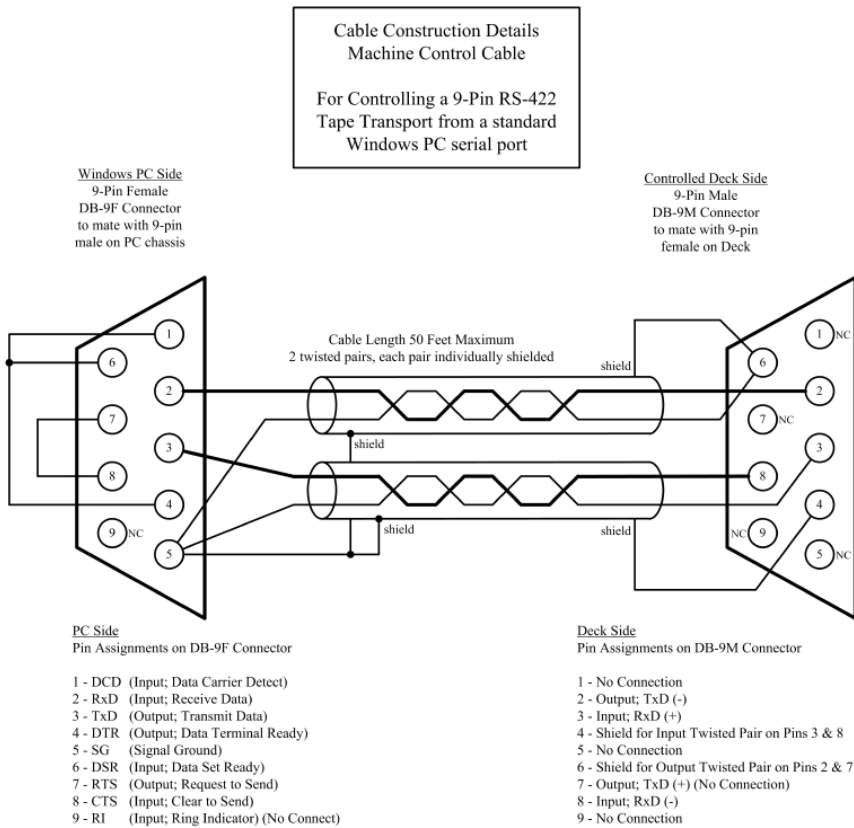 Cable Construction Details
Machine Control Cable
For Controlling a 9-Pin RS-422
Tape Transport from a standard
Windows PC serial port
Windows PC Side
9-Pin Female
DB-9F Connector
to mate with 9-pin
male on PC chassis
Controlled Deck Side
9-Pin Male
DB-9M Connector
to mate with 9-pin
female on Deck
Cable Length 50 Feet Maximum
2 twisted pairs, each pair individually shielded
shield
shield
shield
shield
1
6
2
7
3
8
4
9 NC
5
1 NC
6
2
7 NC
3
8
4
NC 9
5 NC
PC Side
Pin Assignments on DB-9F Connector
1 - DCD (Input; Data Carrier Detect)
2 - RxD (Input; Receive Data)
3 - TxD (Output; Transmit Data)
4 - DTR (Output; Data Terminal Ready)
5 - SG (Signal Ground)
6 - DSR (Input; Data Set Ready)
7 - RTS (Output; Request to Send)
8 - CTS (Input; Clear to Send)
9 - RI (Input; Ring Indicator) (No Connect)
Deck Side
Pin Assignments on DB-9M Connector
1 - No Connection
2 - Output; TxD (-)
3 - Input; RxD (+)
4 - Shield for Input Twisted Pair on Pins 3 & 8
5 - No Connection
6 - Shield for Output Twisted Pair on Pins 2 & 7
7 - Output; TxD (+) (No Connection)
8 - Input; RxD (-)
9 - No Connection